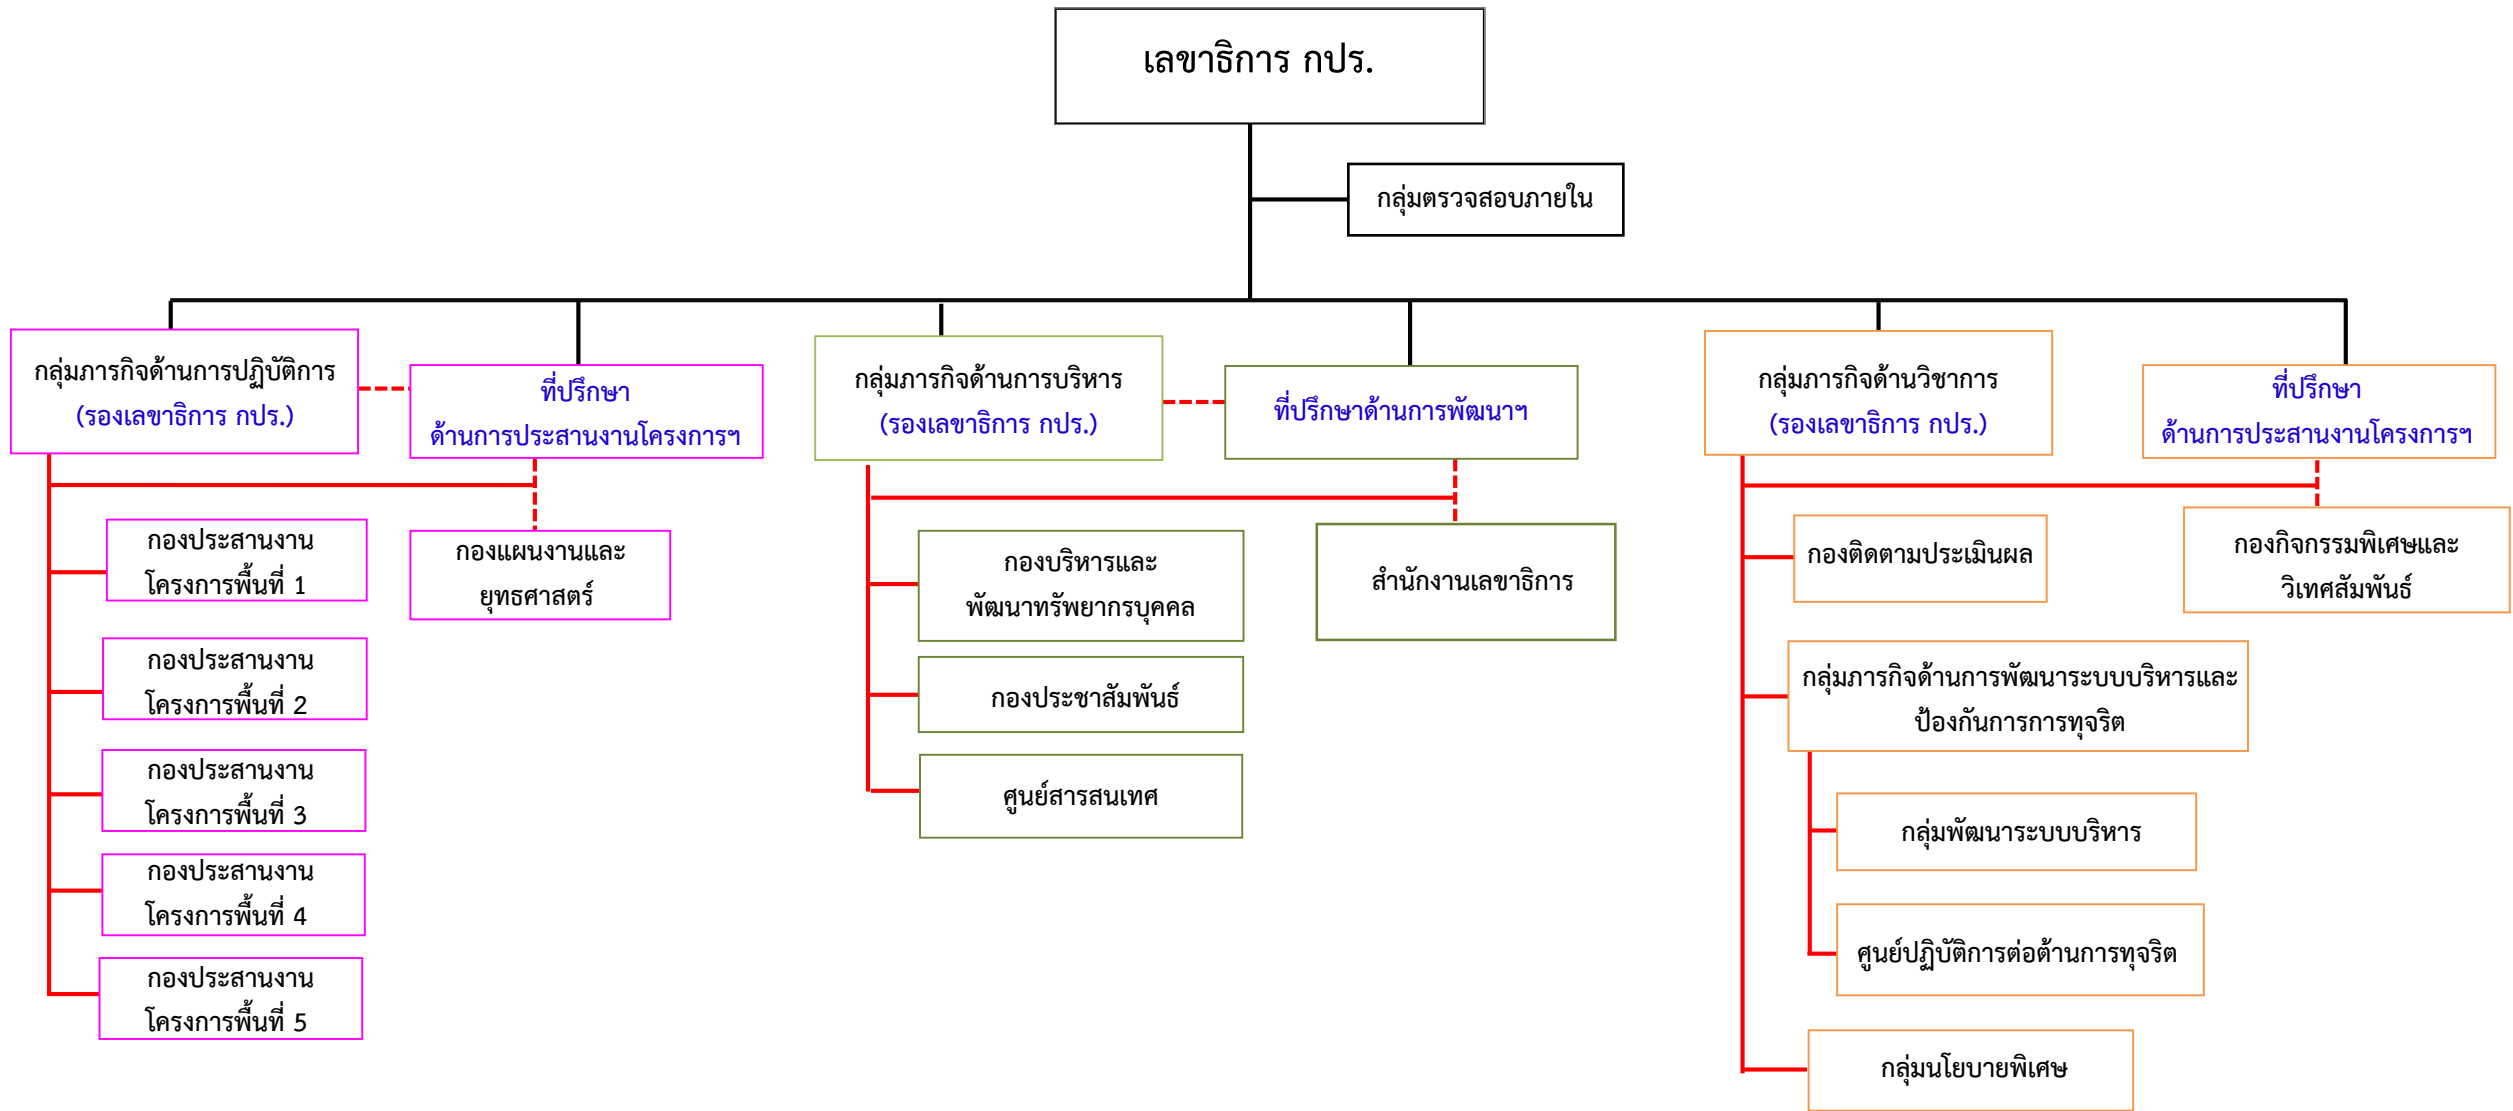 เลขาธิการ กปร.
กลุ่มตรวจสอบภายใน
กลุ่มภารกิจด้านการปฏิบัติการ
(รองเลขาธิการ กปร.)
ที่ปรึกษา
ด้านการประสานงานโครงการฯ
กลุ่มภารกิจด้านการบริหาร
(รองเลขาธิการ กปร.)
ที่ปรึกษาด้านการพัฒนาฯ
กลุ่มภารกิจด้านวิชาการ
(รองเลขาธิการ กปร.)
ที่ปรึกษา
ด้านการประสานงานโครงการฯ
กองประสานงาน
โครงการพื้นที่ 1
กองแผนงานและ
ยุทธศาสตร์
กองประสานงาน
โครงการพื้นที่ 2
กองประสานงาน
โครงการพื้นที่ 3
กองประสานงาน
โครงการพื้นที่ 4
กองประสานงาน
โครงการพื้นที่ 5
กองบริหารและ
พัฒนาทรัพยากรบุคคล
สำนักงานเลขาธิการ
กองประชาสัมพันธ์
ศูนย์สารสนเทศ
กองติดตามประเมินผล
กองกิจกรรมพิเศษและ
วิเทศสัมพันธ์
กลุ่มภารกิจด้านการพัฒนาระบบบริหารและ
ป้องกันการการทุจริต
กลุ่มพัฒนาระบบบริหาร
ศูนย์ปฏิบัติการต่อต้านการทุจริต
กลุ่มนโยบายพิเศษ